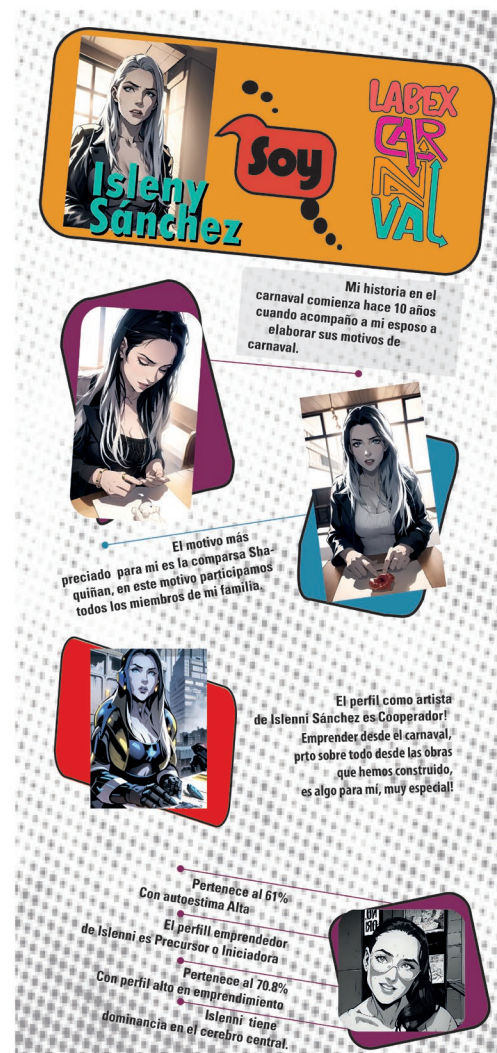 Isleny
Sánchez
Soy
LABEX
CAR
NA
VAL
Mi historia en el
carnaval comienza hace 10 años
cuando acompaño a mi esposo a
elaborar sus motivos de
carnaval.
El motivo más
preciado para mi es la comparsa Sha-
quiñan, en este motivo participamos
todos los miembros de mi familia.
El perfil como artista
de Islenni Sánchez es Cooperador!
Emprender desde el carnaval,
prto sobre todo desde las obras
que hemos construido,
es algo para mí, muy especial!
Pertenece al 61%
Con autoestima Alta
El perfill emprendedor
de Islenni es Precursor o Iniciadora
Pertenece al 70.8%
Con perfil alto en emprendimiento
Islenni tiene
dominancia en el cerebro central.